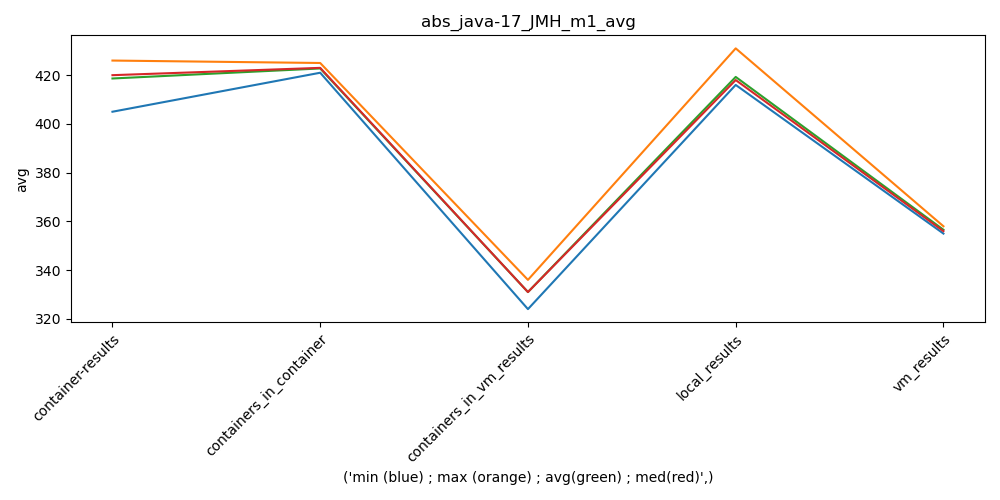 abs_java-17_JMH_m1_avg
avg
420
400
380
360
340
320
container-results
containers_in_container
containers_in_vm_results
local_results
vm_results
('min (blue) ; max (orange) ; avg(green) ; med(red)',)